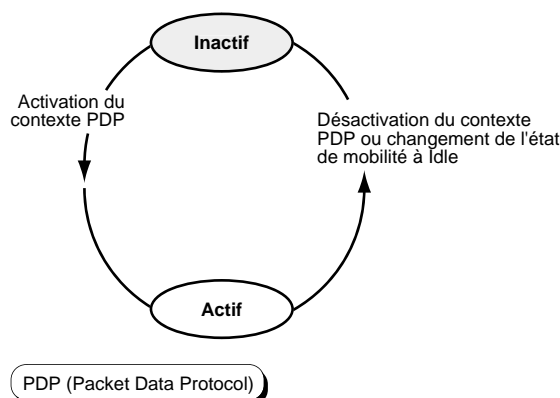 Inactif
Activation du
contexte PDP
Désactivation du contexte
PDP ou changement de l'état
de mobilité à Idle
Actif
PDP (Packet Data Protocol)